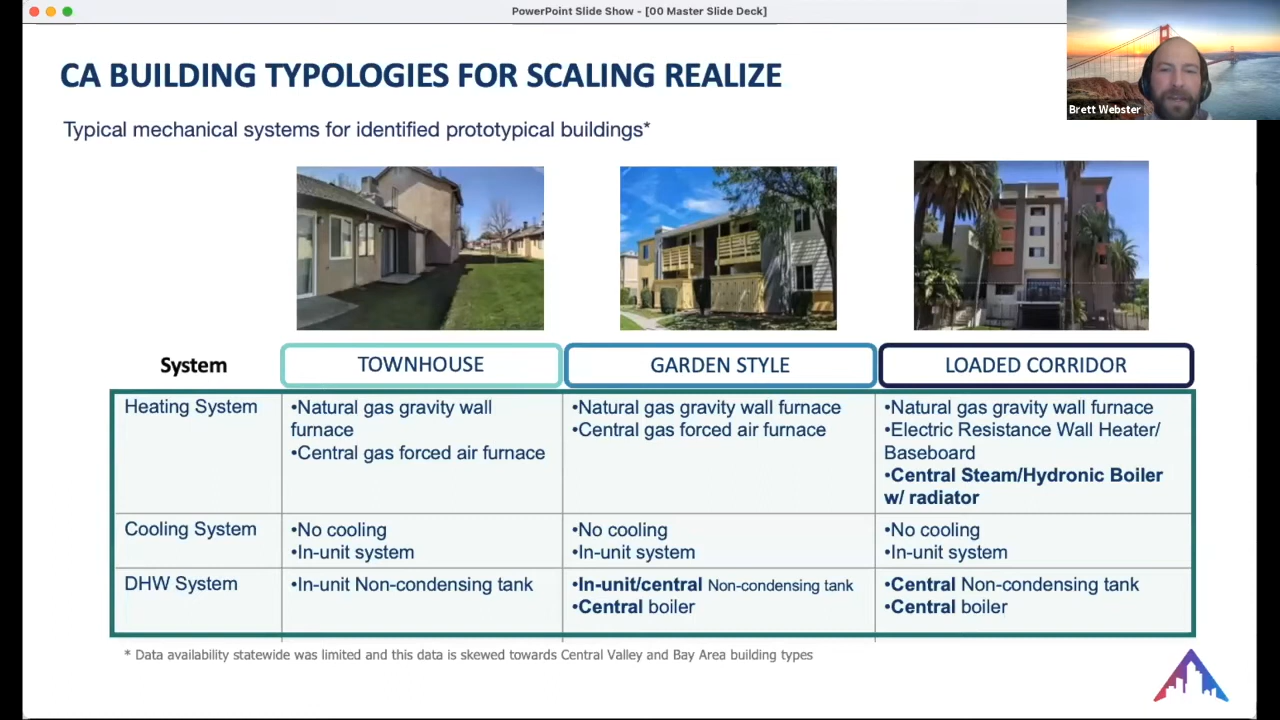 PowerPoint Slide Show - [00 Master Slide Deck]
Brett Webster
CA BUILDING TYPOLOGIES FOR SCALING REALIZE
Typical mechanical systems for identified prototypical buildings*
System
TOWNHOUSE
GARDEN STYLE
LOADED CORRIDOR
Heating System
•Natural gas gravity wall
furnace
•Central gas forced air furnace
•Natural gas gravity wall furnace
•Central gas forced air furnace
•Natural gas gravity wall furnace
•Electric Resistance Wall Heater/
Baseboard
•Central Steam/Hydronic Boiler
w/ radiator
Cooling System
•No cooling
•In-unit system
•No cooling
•In-unit system
•No cooling
•In-unit system
DHW System
•In-unit Non-condensing tank
•In-unit/central Non-condensing tank
•Central boiler
•Central Non-condensing tank
•Central boiler
* Data availability statewide was limited and this data is skewed towards Central Valley and Bay Area building types